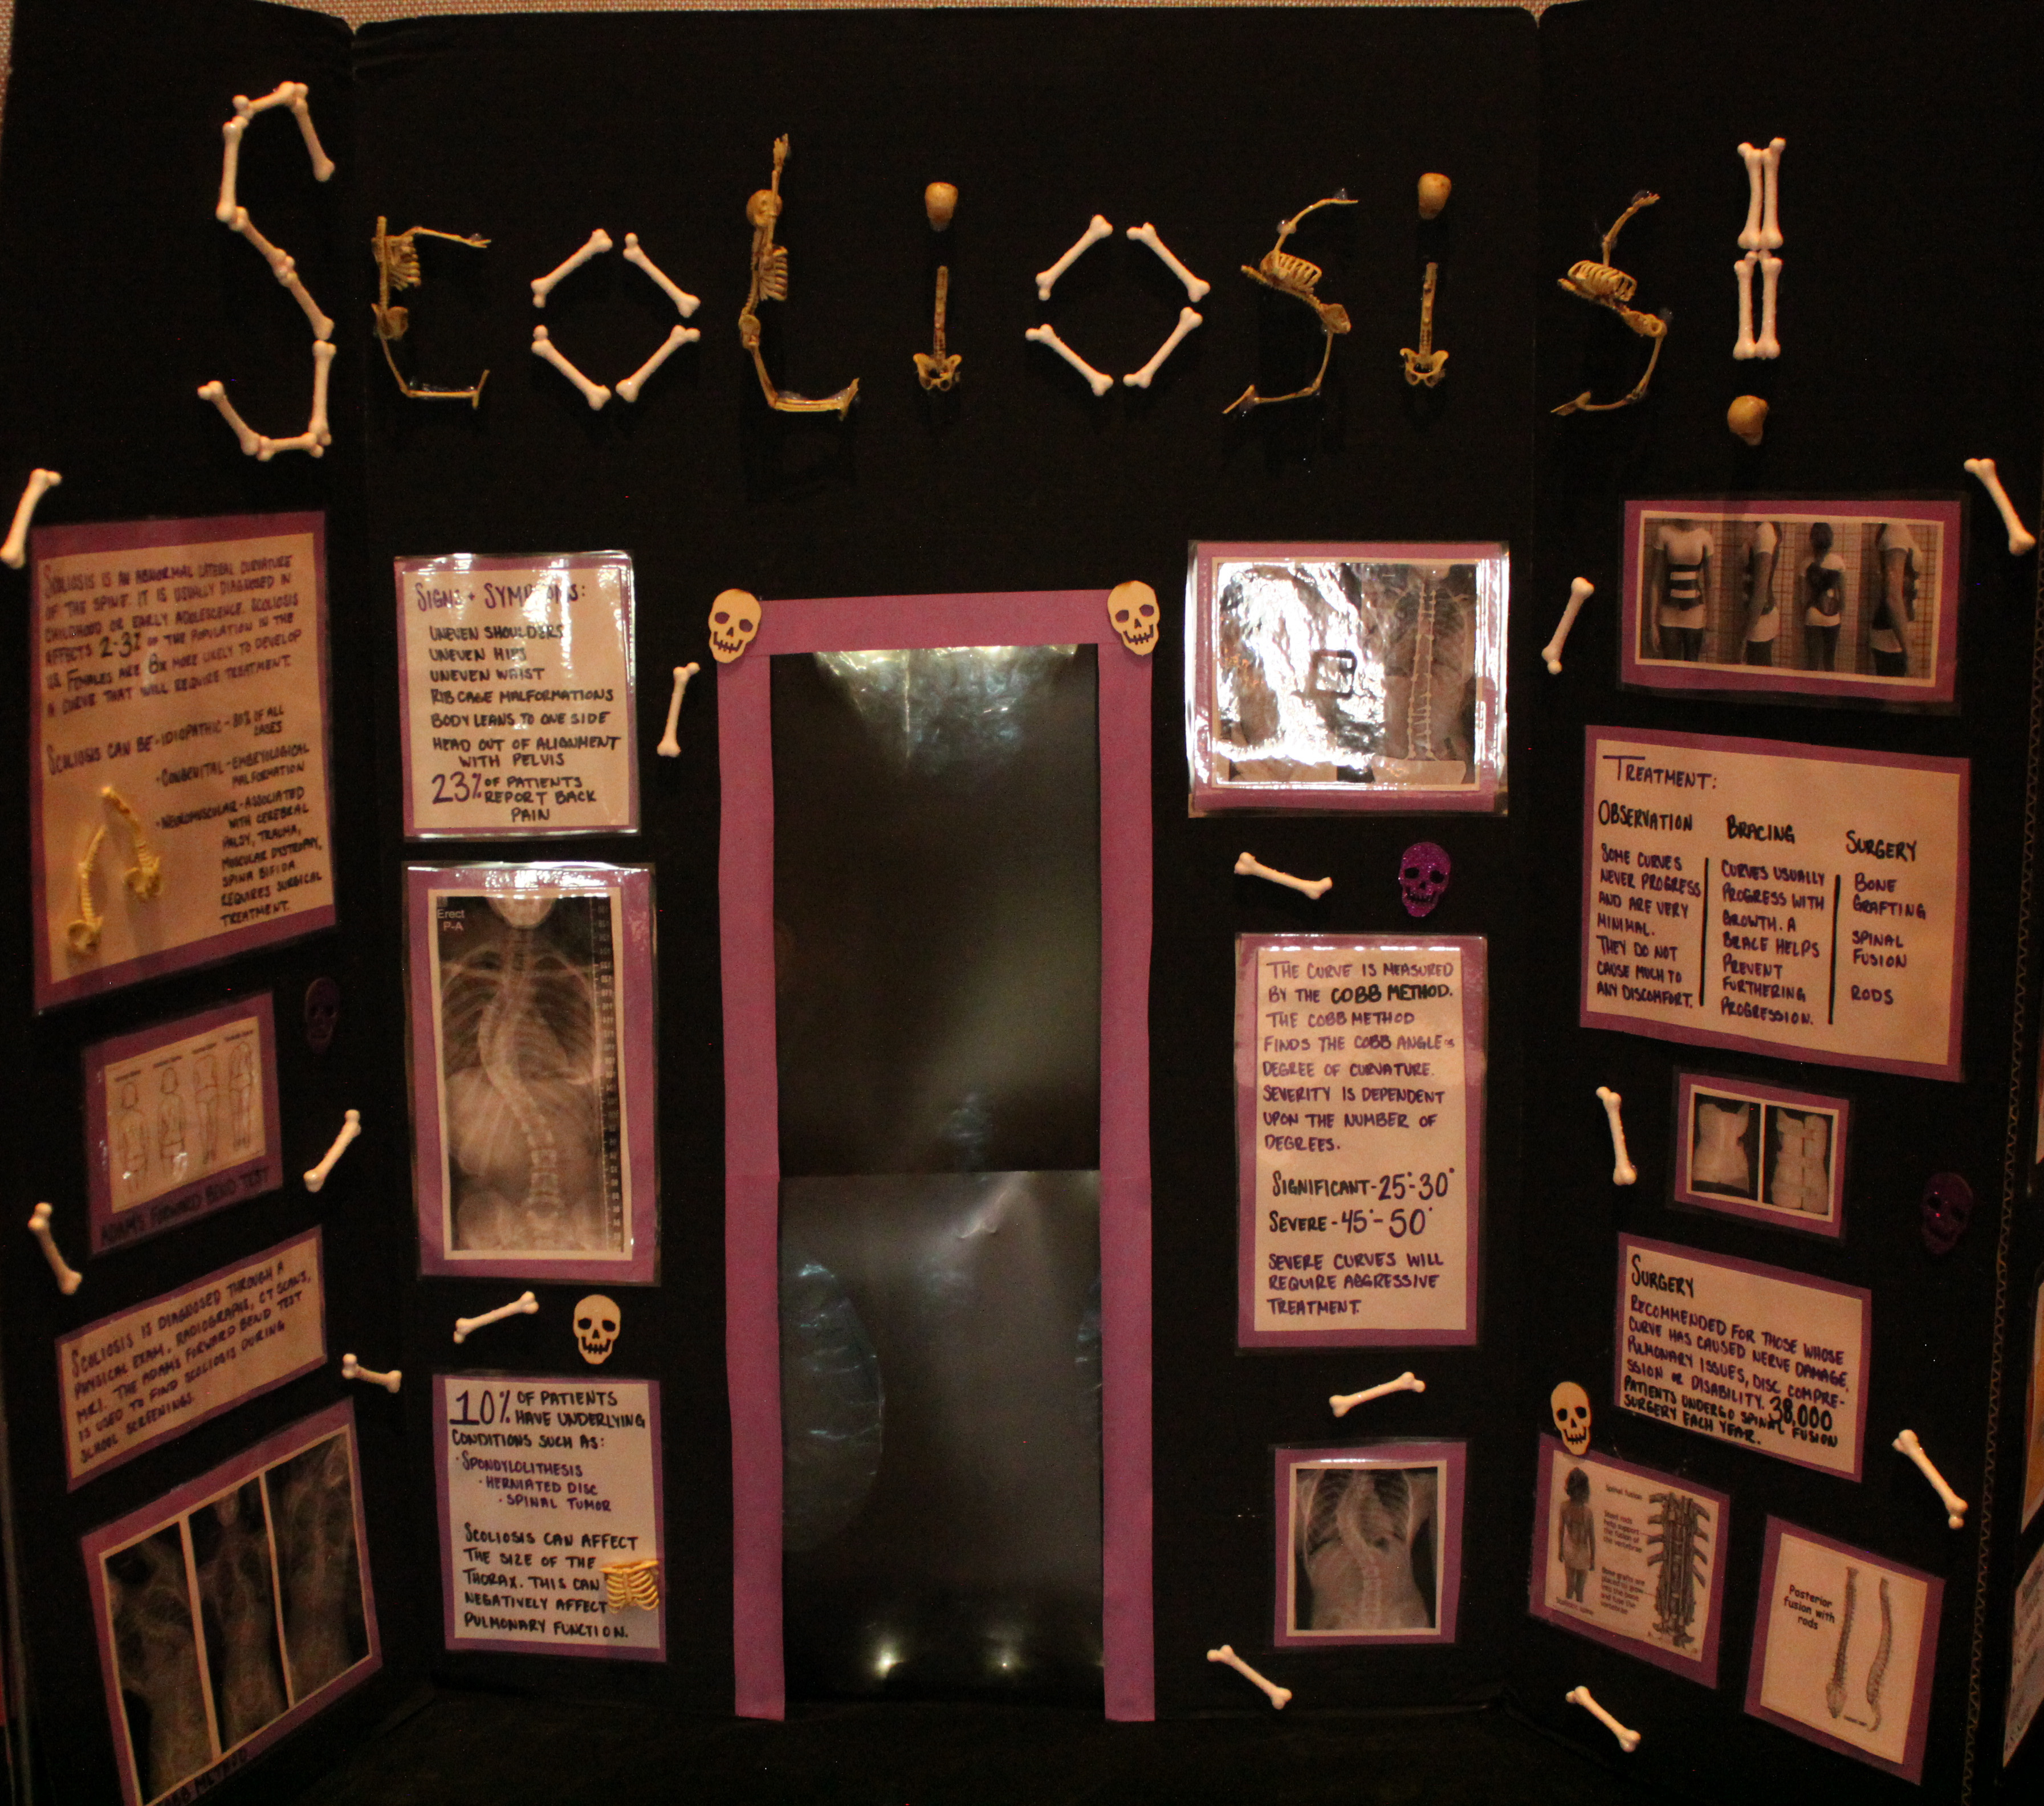 Scoliosis!
Scoliosis is an abnormal lateral curvature
of the spine. It is usually diagnosed in
childhood or early adolescence. Scoliosis
affects 2-3% of the population in the
US. Females are 8x more likely to develop
a curve that will require treatment.
Scoliosis can be - Idiopathic - 80% of all
cases
• Congenital - Embryological
malformation
• Neuromuscular - Associated
with cerebral
palsy, trauma,
muscular dystrophy,
spina bifida
requires surgical
treatment.
Adam's Forward Bend Test
Scoliosis is diagnosed through a
physical exam, radiographs, CT scans,
MRI. The Adams forward bend test
is used to find scoliosis during
school screenings.
Signs + Symptoms:
Uneven shoulders
Uneven hips
Uneven waist
Rib cage malformations
Body leans to one side
Head out of alignment
with pelvis
23% of patients
report back
pain
Erect
P-A
10% of patients
have underlying
conditions such as:
• Spondylolithesis
• Herniated disc
• Spinal tumor
Scoliosis can affect
the size of the
thorax. This can
negatively affect
pulmonary function.
The curve is measured
by the Cobb Method.
The Cobb Method
finds the Cobb angle =
degree of curvature.
Severity is dependent
upon the number of
degrees.
Significant - 25°-30°
Severe - 45°-50°
Severe curves will
require aggressive
treatment.
Treatment:
Observation
Some curves
never progress
and are very
minimal.
They do not
cause much to
any discomfort.
Bracing
Curves usually
progress with
growth. A
brace helps
prevent
furthering
progression.
Surgery
Bone
grafting
Spinal
fusion
Rods
Surgery
Recommended for those whose
curve has caused nerve damage,
pulmonary issues, disc compre-
ssion or disability. 38,000
patients undergo spinal fusion
surgery each year.
Spinal fusion
Posterior
fusion with
rods